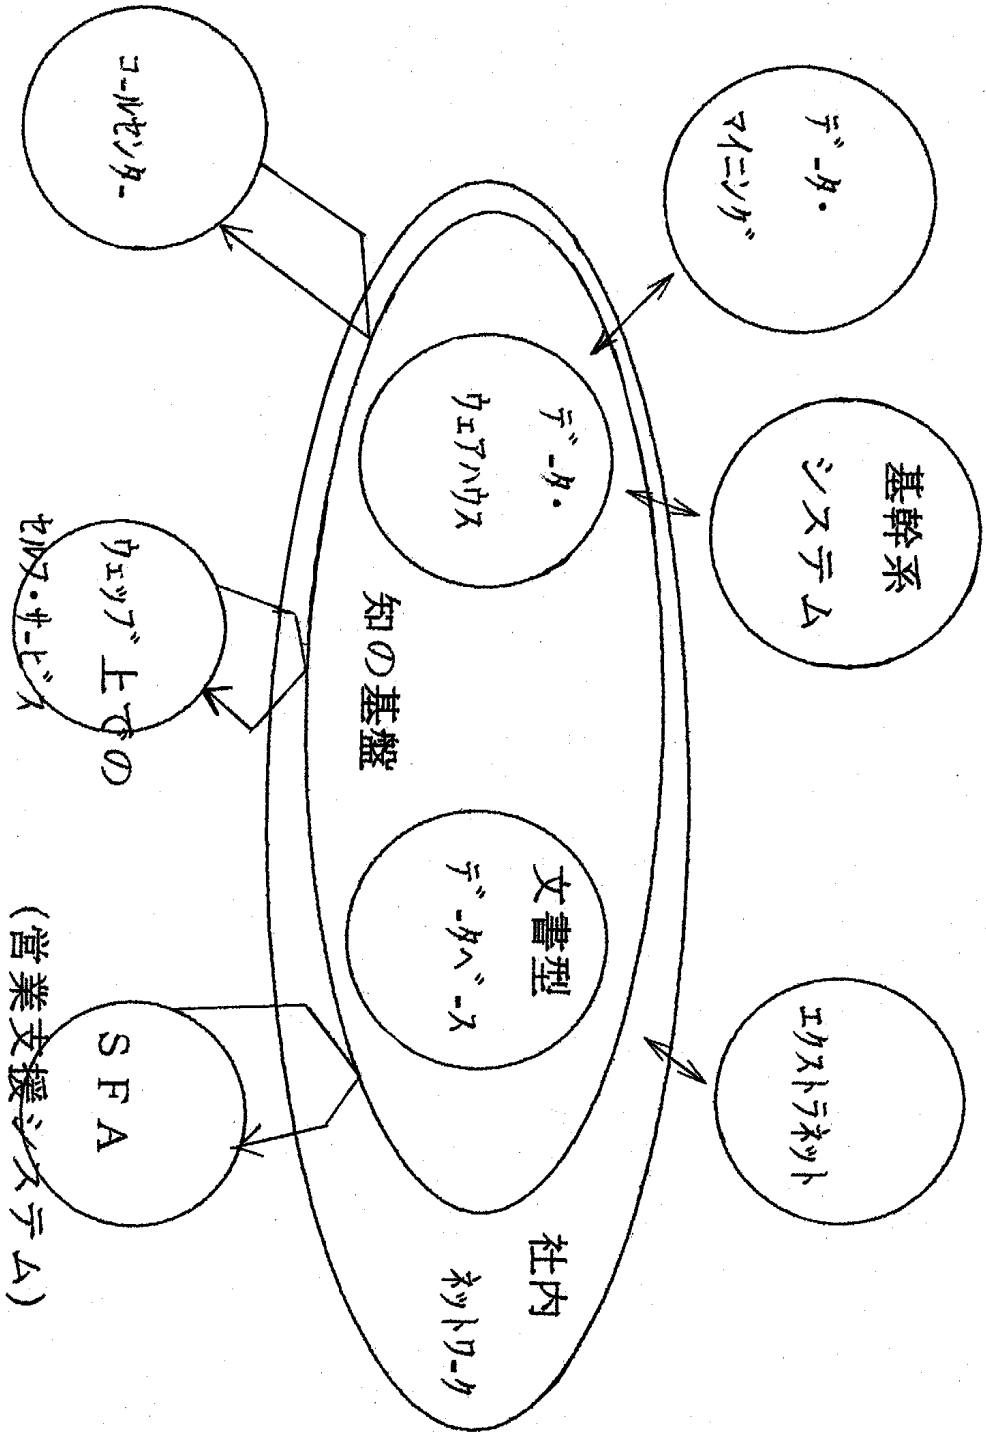 データ・
マイニング
基幹系
システム
エクストラネット
データ・
ウェアハウス
知の基盤
文書型
データベース
社内
ネットワーク
コールセンター
ウェッブ上での
セルフ・サービス
ＳＦＡ
(営業支援システム)